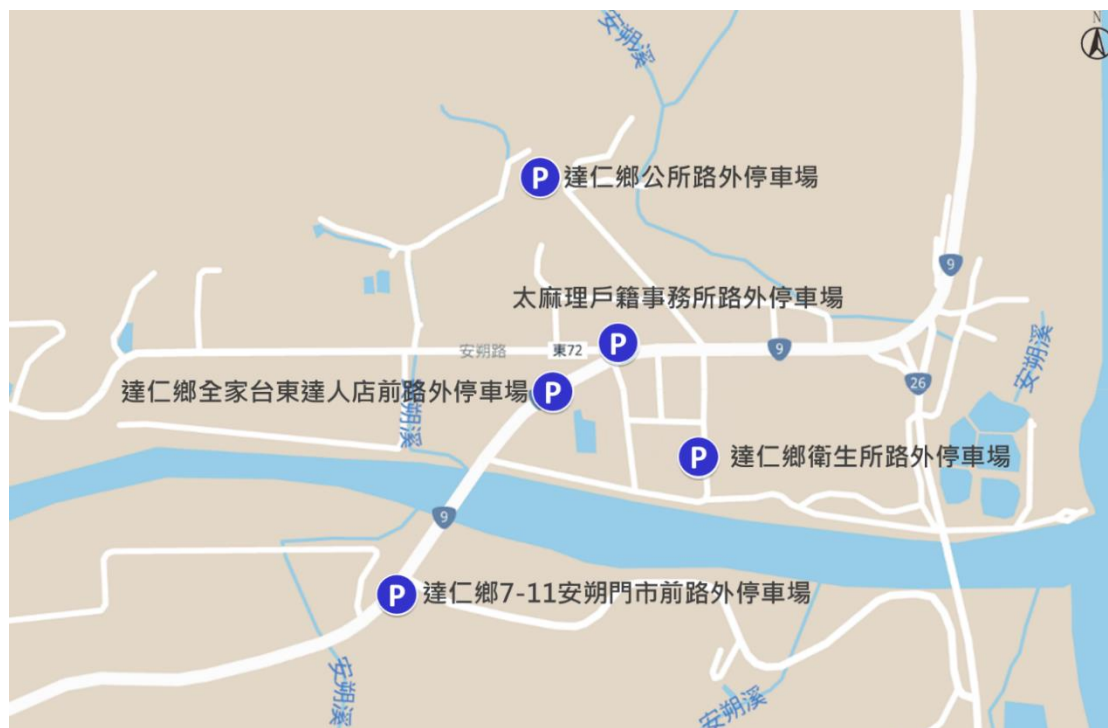 N
安朔溪
P 達仁鄉公所路外停車場
9
太麻理戶籍事務所路外停車場
P
安朔路 東72
9
安朔溪
26
達仁鄉全家台東達人店前路外停車場 P
安朔溪
P 達仁鄉衛生所路外停車場
9
P 達仁鄉7-11安朔門市前路外停車場
安朔溪
安朔溪